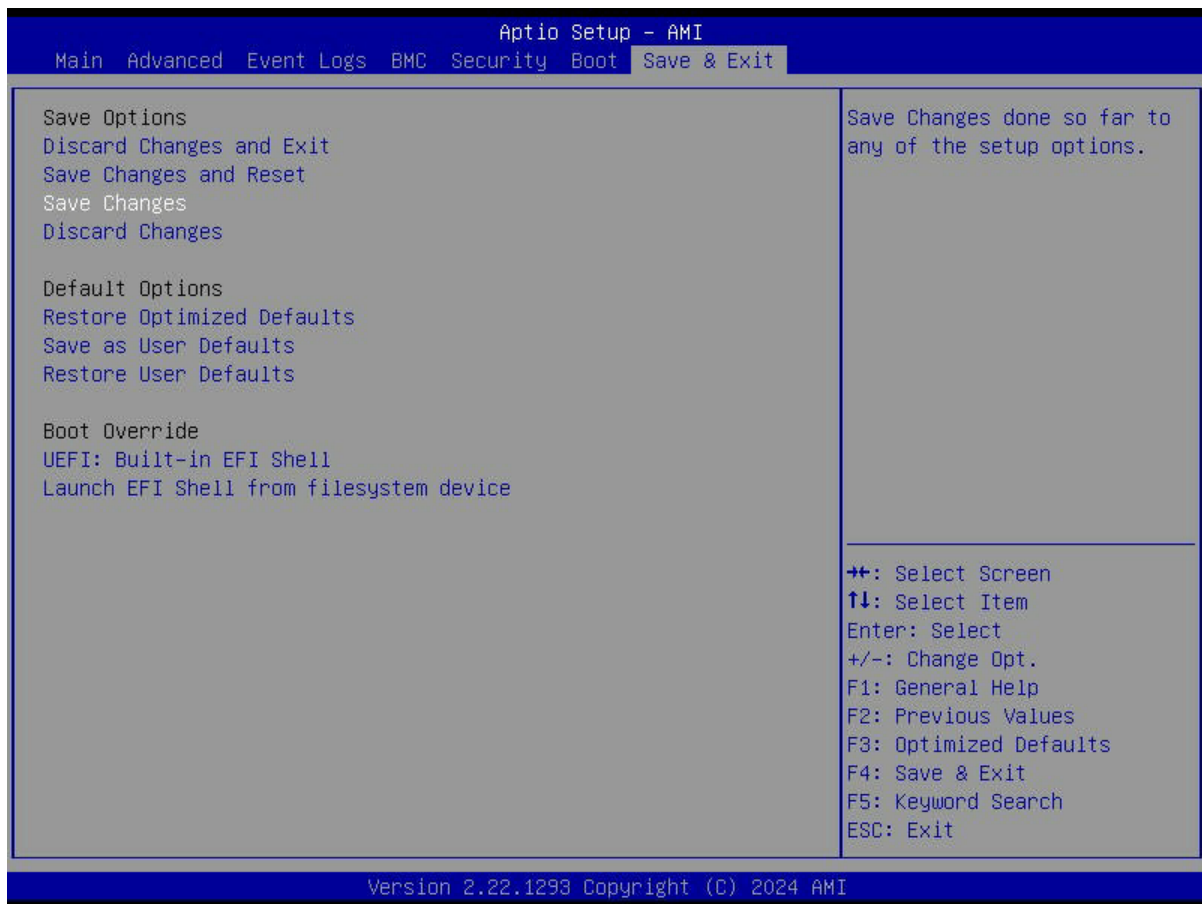 Aptio Setup – AMI
Main Advanced Event Logs BMC Security Boot Save & Exit
Save Options
Discard Changes and Exit
Save Changes and Reset
Save Changes
Discard Changes
Default Options
Restore Optimized Defaults
Save as User Defaults
Restore User Defaults
Boot Override
UEFI: Built-in EFI Shell
Launch EFI Shell from filesystem device
Save Changes done so far to
any of the setup options.
→←: Select Screen
↑↓: Select Item
Enter: Select
+/-: Change Opt.
F1: General Help
F2: Previous Values
F3: Optimized Defaults
F4: Save & Exit
F5: Keyword Search
ESC: Exit
Version 2.22.1293 Copyright (C) 2024 AMI